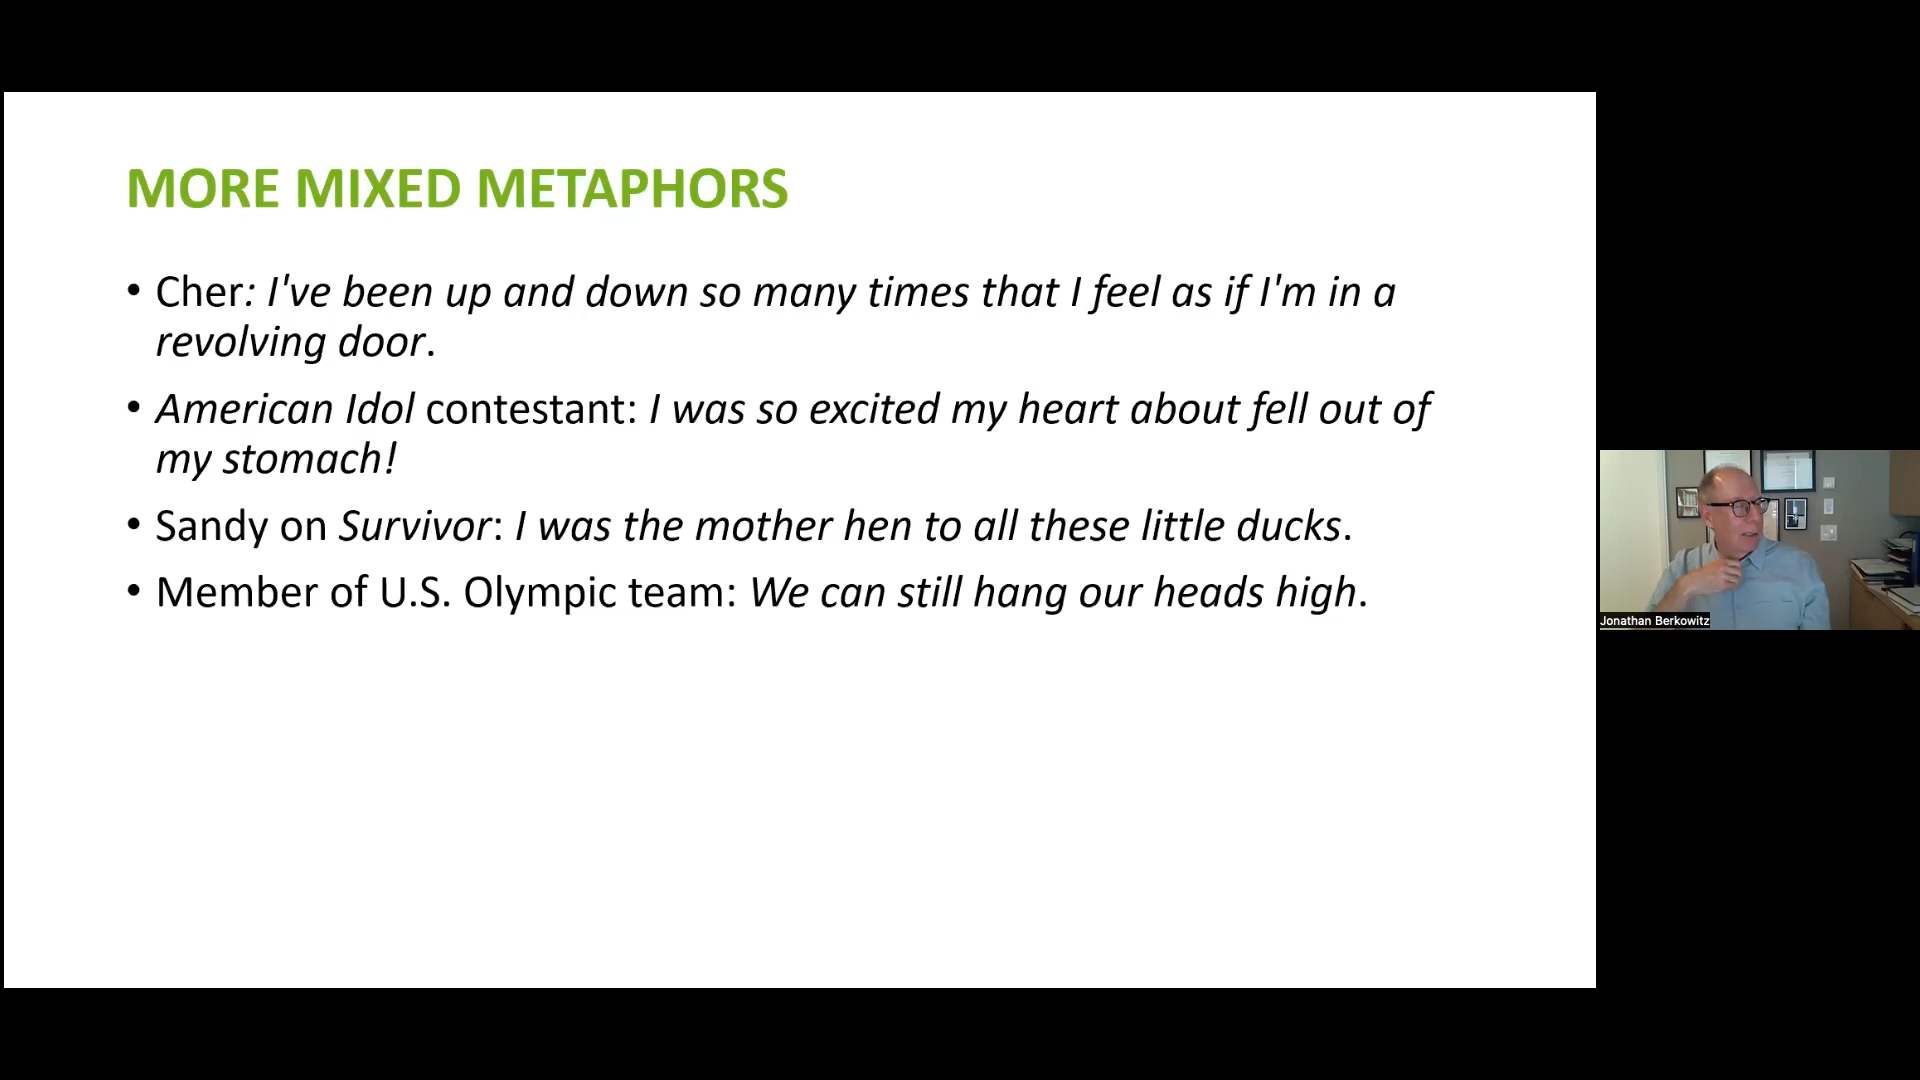 MORE MIXED METAPHORS
• Cher: I've been up and down so many times that I feel as if I'm in a
revolving door.
• American Idol contestant: I was so excited my heart about fell out of
my stomach!
• Sandy on Survivor: I was the mother hen to all these little ducks.
• Member of U.S. Olympic team: We can still hang our heads high.
Jonathan Berkowitz